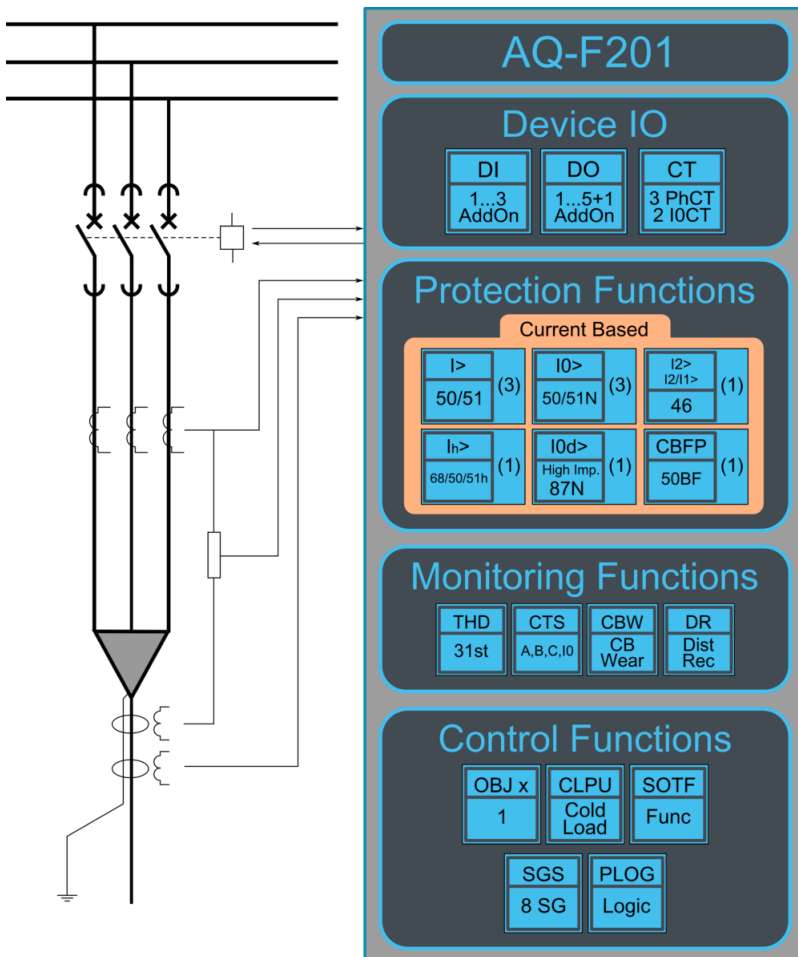 AQ-F201
Device IO
DI
1...3
AddOn
DO
1...5+1
AddOn
CT
3 PhCT
2 I0CT
Protection Functions
Current Based
I>
50/51
(3)
I0>
50/51N
(3)
I2>
I2/I1>
46
(1)
Ih>
68/50/51h
(1)
I0d>
High Imp.
87N
(1)
CBFP
50BF
(1)
Monitoring Functions
THD
31st
CTS
A,B,C,I0
CBW
CB
Wear
DR
Dist
Rec
Control Functions
OBJ x
1
CLPU
Cold
Load
SOTF
Func
SGS
8 SG
PLOG
Logic